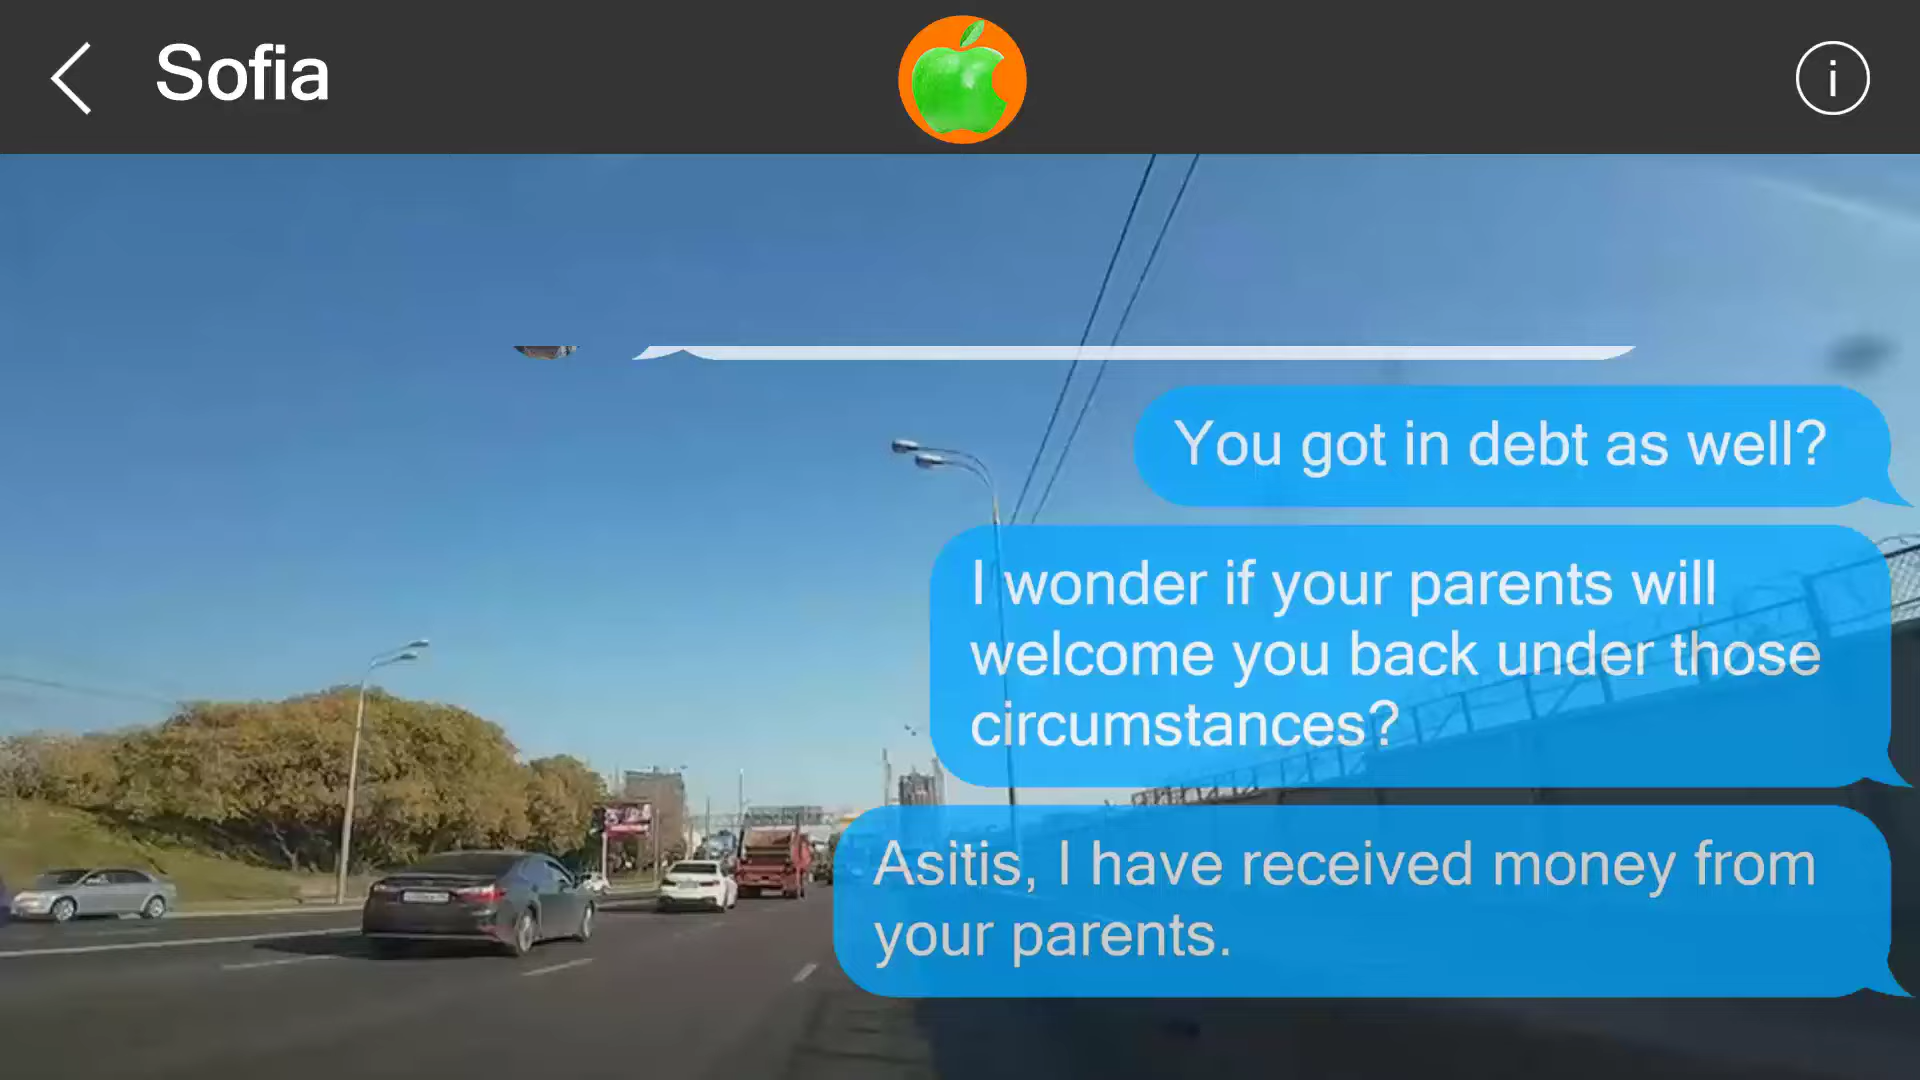 Sofia
i
You got in debt as well?
I wonder if your parents will
welcome you back under those
circumstances?
Asitis, I have received money from
your parents.